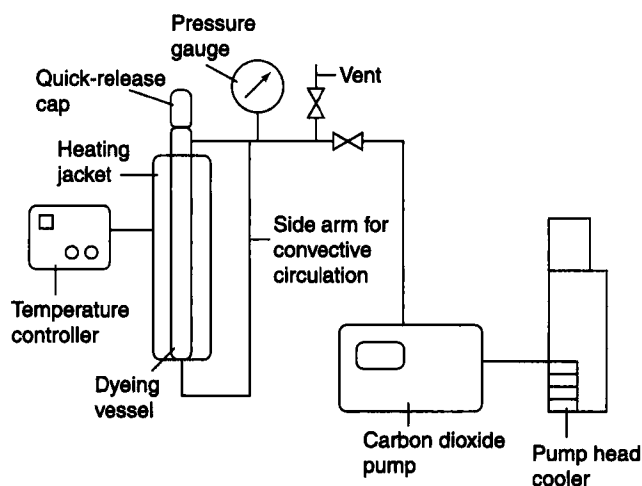 Pressure
gauge
Quick-release
cap
Vent
Heating
jacket
Side arm for
convective
circulation
Temperature
controller
Dyeing
vessel
Carbon dioxide
pump
Pump head
cooler